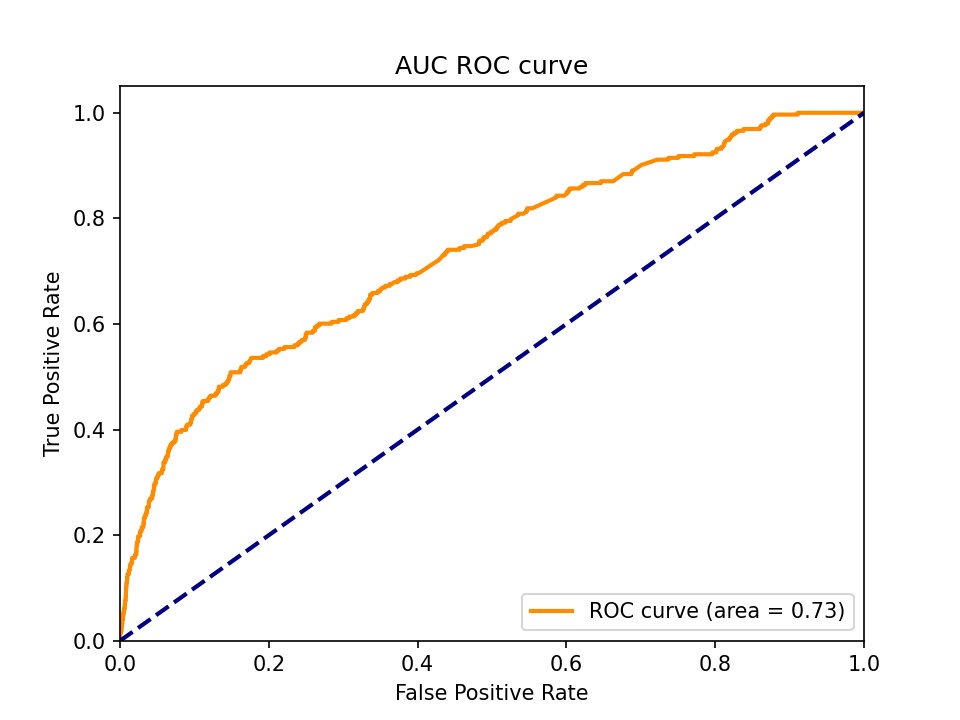 AUC ROC curve
True Positive Rate
1.0
0.8
0.6
0.4
0.2
0.0
ROC curve (area = 0.73)
0.0 0.2 0.4 0.6 0.8 1.0
False Positive Rate